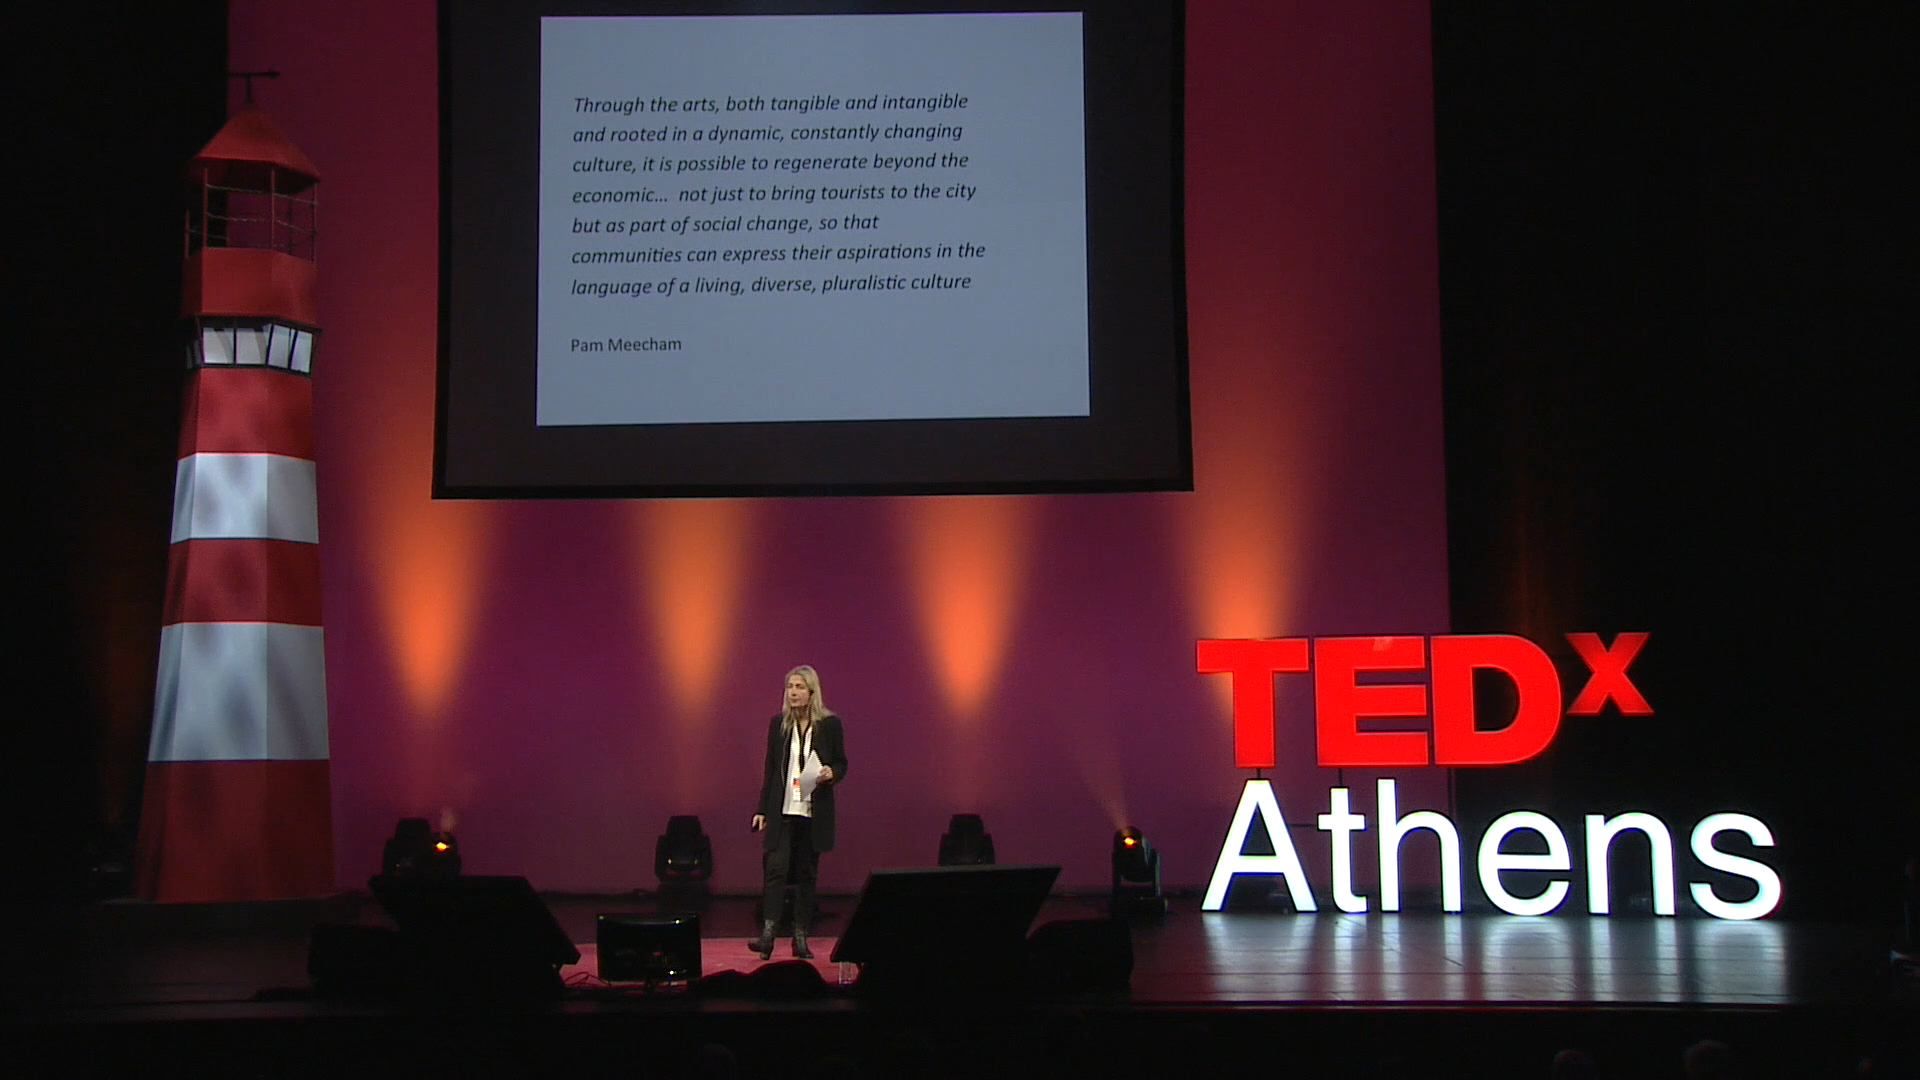 Through the arts, both tangible and intangible
and rooted in a dynamic, constantly changing
culture, it is possible to regenerate beyond the
economic... not just to bring tourists to the city
but as part of social change, so that
communities can express their aspirations in the
language of a living, diverse, pluralistic culture
Pam Meecham
TEDx
Athens